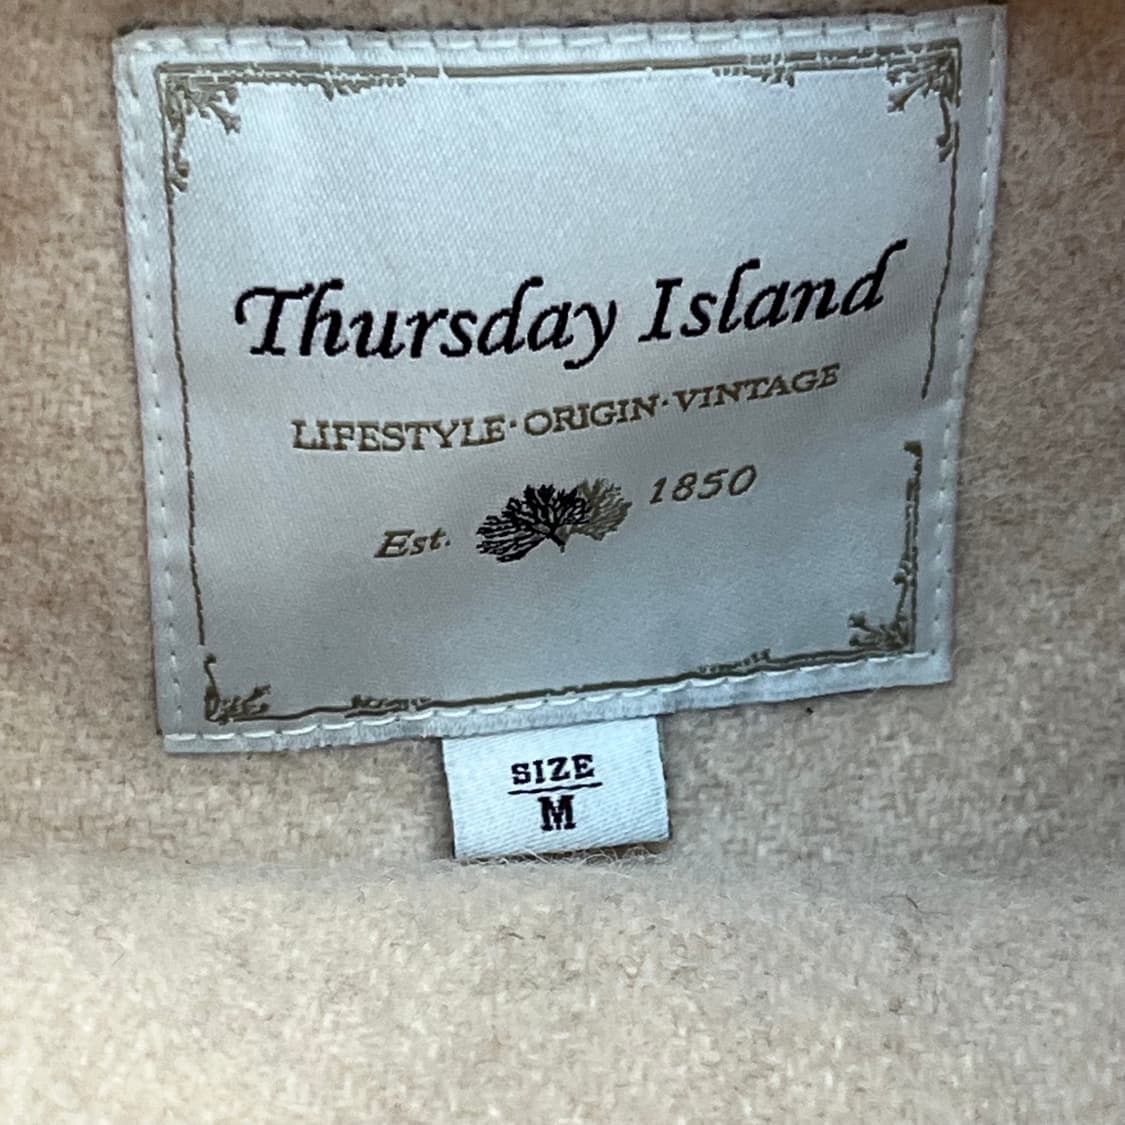 Thursday Island
LIFESTYLE·ORIGIN·VINTAGE
Est. 1850
SIZE
M